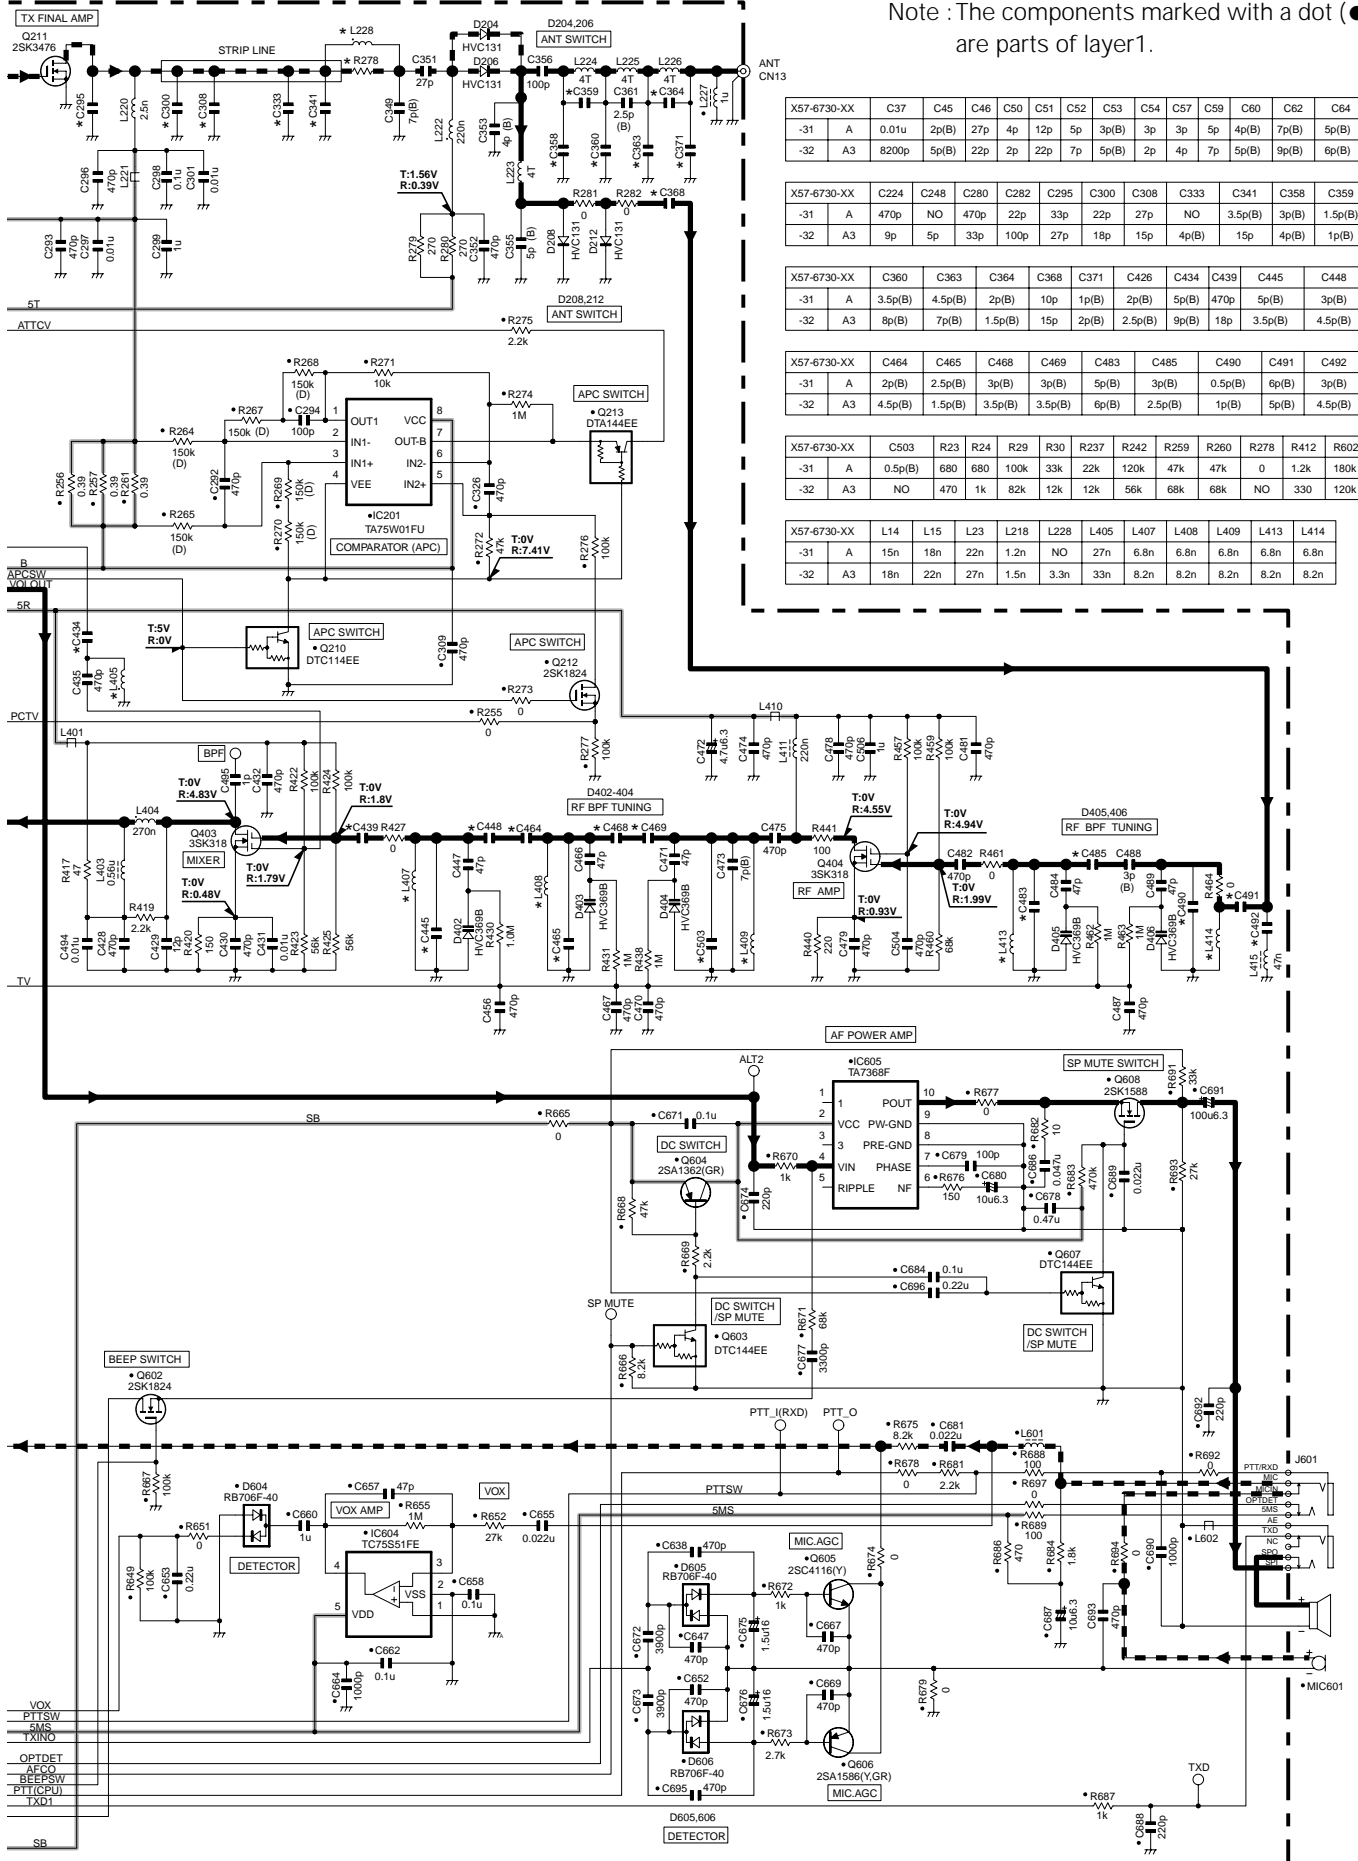 Note : The components marked with a dot (●
are parts of layer1.
TX FINAL AMP
Q211
2SK3476
STRIP LINE
* L228
* R278
C351
27p
D204
HVC131
D206
HVC131
D204,206
ANT SWITCH
C356
100p
L224
4T
L225
4T
L226
4T
ANT
CN13
* C295
L220
2.5n
* C300
* C308
* C333
* C341
C349
7p(B)
L222
220n
C353
4p (B)
L223
4T
* C359
C361
2.5p
(B)
* C364
* C358
* C360
* C363
* C371
• L227
1u
C296
470p
L221
C298
0.1u
C301
0.01u
T:1.56V
R:0.39V
R281
0
R282
0
* C368
C293
470p
C297
0.01u
C299
1u
R279
270
R280
270
C352
470p
C355
5p (B)
D208
HVC131
D212
HVC131
5T
D208,212
ANT SWITCH
ATTCV
• R275
2.2k
• R268
150k
(D)
• R271
10k
• R274
1M
APC SWITCH
• Q213
DTA144EE
• R267
150k (D)
• C294
100p
• R264
150k
(D)
1
OUT1
VCC
8
2
IN1-
OUT-B
7
3
IN1+
IN2-
6
4
VEE
IN2+
5
• R256
0.39
• R257
0.39
• R261
0.39
• C292
470p
• R269
150k
(D)
• C326
470p
• R265
150k
(D)
• R270
150k
(D)
•IC201
TA75W01FU
COMPARATOR (APC)
• R272
47k
T:0V
R:7.41V
• R276
100k
B
APCSW
VOLOUT
5R
* C434
T:5V
R:0V
APC SWITCH
• Q210
DTC114EE
• C309
470p
APC SWITCH
• Q212
2SK1824
C435
470p
* L405
• R273
0
PCTV
• R255
0
L401
• R277
100k
L410
C472
4.7u6.3
C474
470p
L411
220n
C478
470p
C506
1u
R457
100k
R459
100k
C481
470p
BPF
C495
1p
C432
470p
R422
100k
R424
100k
T:0V
R:4.83V
T:0V
R:1.8V
D402-404
RF BPF TUNING
T:0V
R:4.55V
T:0V
R:4.94V
D405,406
RF BPF TUNING
L404
270n
Q403
3SK318
MIXER
* C439
R427
0
* C448
* C464
* C468
* C469
C475
470p
R441
100
Q404
3SK318
RF AMP
C482
470p
R461
0
* C485
C488
3p
(B)
R417
47
L403
0.56u
T:0V
R:1.79V
C447
47p
C466
47p
C471
47p
C473
7p(B)
T:0V
R:1.99V
C484
47p
C489
47p
R464
0
* C491
T:0V
R:0.48V
* L407
* C445
D402
HVC369B
R430
1.0M
* L408
* C465
D403
HVC369B
R431
1M
R438
1M
D404
HVC369B
* C503
* L409
T:0V
R:0.93V
* C483
* L413
D405
HVC369B
R462
1M
R463
1M
D406
HVC369B
* C490
* L414
* C492
L415
47n
R419
2.2k
C494
0.01u
C428
470p
C429
12p
R420
150
C430
470p
C431
0.01u
R423
56k
R425
56k
R440
220
C479
470p
C504
470p
R460
68k
TV
C456
470p
C467
470p
C470
470p
C487
470p
AF POWER AMP
ALT2
•IC605
TA7368F
SP MUTE SWITCH
• Q608
2SK1588
• R691
33k
• C691
100u6.3
1
1
POUT
10
2
VCC
PW-GND
9
3
3
PRE-GND
8
4
VIN
PHASE
7
5
RIPPLE
NF
6
• R677
0
SB
• R665
0
• C671
0.1u
DC SWITCH
• Q604
2SA1362(GR)
• R670
1k
• C674
220p
• C679
100p
• R676
150
• C680
10u6.3
• R682
10
• C686
0.047u
• C678
0.47u
• R683
470k
• C689
0.022u
• R693
27k
• R668
47k
• R669
2.2k
• C684
0.1u
• C696
0.22u
• Q607
DTC144EE
DC SWITCH
/SP MUTE
SP MUTE
DC SWITCH
/SP MUTE
• Q603
DTC144EE
• R666
8.2k
• R671
68k
• C677
3300p
BEEP SWITCH
• Q602
2SK1824
PTT_I(RXD)
PTT_O
• R675
8.2k
• C681
0.022u
• L601
• C692
220p
• R667
100k
• R678
0
• R681
2.2k
• R688
100
• R692
0
J601
PTT/RXD
MIC
MICIN
OPTDET
5MS
AE
TXD
NC
SPO
SPI
PTTSW
• R697
0
5MS
• R689
100
• D604
RB706F-40
• C657
47p
VOX AMP
• R655
1M
VOX
• R652
27k
• C655
0.022u
• C660
1u
• R651
0
DETECTOR
• IC604
TC75S51FE
4
3
VSS
2
5
VDD
1
• C658
0.1u
• R649
100k
• C653
0.22u
• C662
0.1u
• C664
1000p
• C638
470p
• D605
RB706F-40
MIC.AGC
• Q605
2SC4116(Y)
• R674
0
• R672
1k
• C672
3900p
• C647
470p
• C675
1.5u16
• C667
470p
• R686
470
• R684
1.8k
• R694
0
• C690
1000p
• L602
• C687
10u6.3
• C693
470p
• C673
3900p
• C652
470p
• C676
1.5u16
• C669
470p
• R679
0
• MIC601
• D606
RB706F-40
• R673
2.7k
• Q606
2SA1586(Y,GR)
MIC.AGC
• C695
470p
D605,606
DETECTOR
VOX
PTTSW
5MS
TXINO
OPTDET
AFCO
BEEPSW
PTT(CPU)
TXD1
SB
TXD
• R687
1k
• C688
220p
X57-6730-XX C37 C45 C46 C50 C51 C52 C53 C54 C57 C59 C60 C62 C64
-31 A 0.01u 2p(B) 27p 4p 12p 5p 3p(B) 3p 3p 5p 4p(B) 7p(B) 5p(B)
-32 A3 8200p 5p(B) 22p 2p 22p 7p 5p(B) 2p 4p 7p 5p(B) 9p(B) 6p(B)
X57-6730-XX C224 C248 C280 C282 C295 C300 C308 C333 C341 C358 C359
-31 A 470p NO 470p 22p 33p 22p 27p NO 3.5p(B) 3p(B) 1.5p(B)
-32 A3 9p 5p 33p 100p 27p 18p 15p 4p(B) 15p 4p(B) 1p(B)
X57-6730-XX C360 C363 C364 C368 C371 C426 C434 C439 C445 C448
-31 A 3.5p(B) 4.5p(B) 2p(B) 10p 1p(B) 2p(B) 5p(B) 470p 5p(B) 3p(B)
-32 A3 8p(B) 7p(B) 1.5p(B) 15p 2p(B) 2.5p(B) 9p(B) 18p 3.5p(B) 4.5p(B)
X57-6730-XX C464 C465 C468 C469 C483 C485 C490 C491 C492
-31 A 2p(B) 2.5p(B) 3p(B) 3p(B) 5p(B) 3p(B) 0.5p(B) 6p(B) 3p(B)
-32 A3 4.5p(B) 1.5p(B) 3.5p(B) 3.5p(B) 6p(B) 2.5p(B) 1p(B) 5p(B) 4.5p(B)
X57-6730-XX C503 R23 R24 R29 R30 R237 R242 R259 R260 R278 R412 R602
-31 A 0.5p(B) 680 680 100k 33k 22k 120k 47k 47k 0 1.2k 180k
-32 A3 NO 470 1k 82k 12k 12k 56k 68k 68k NO 330 120k
X57-6730-XX L14 L15 L23 L218 L228 L405 L407 L408 L409 L413 L414
-31 A 15n 18n 22n 1.2n NO 27n 6.8n 6.8n 6.8n 6.8n 6.8n
-32 A3 18n 22n 27n 1.5n 3.3n 33n 8.2n 8.2n 8.2n 8.2n 8.2n